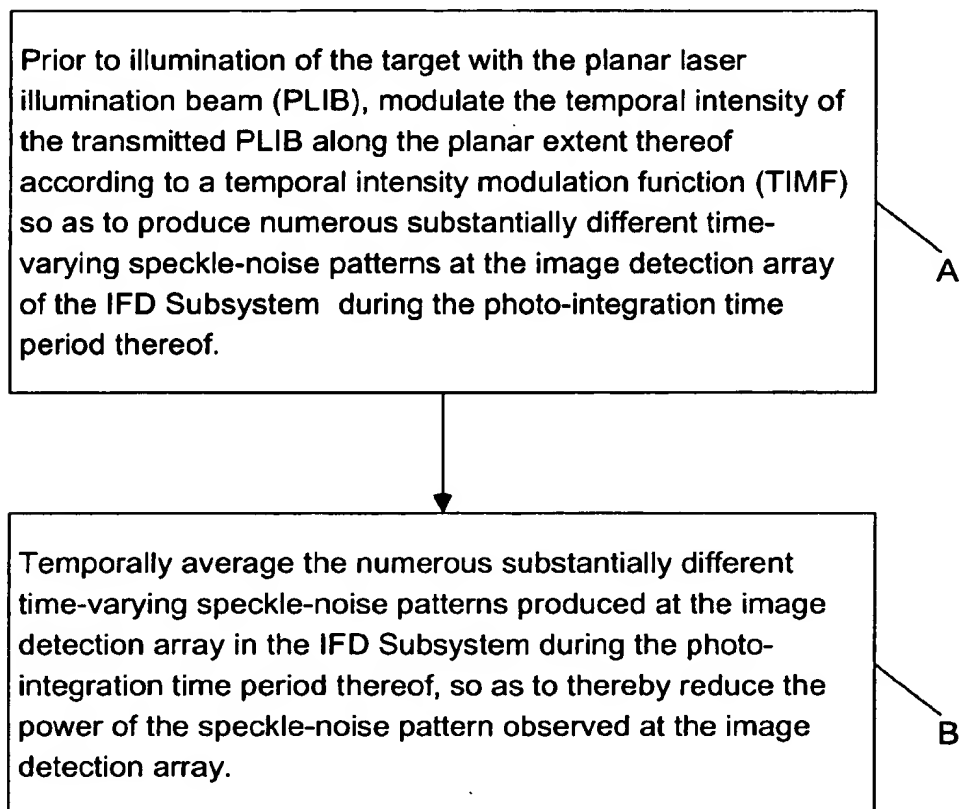 Prior to illumination of the target with the planar laser
illumination beam (PLIB), modulate the temporal intensity of
the transmitted PLIB along the planar extent thereof
according to a temporal intensity modulation function (TIMF)
so as to produce numerous substantially different time-
varying speckle-noise patterns at the image detection array
of the IFD Subsystem during the photo-integration time
period thereof.
A
Temporally average the numerous substantially different
time-varying speckle-noise patterns produced at the image
detection array in the IFD Subsystem during the photo-
integration time period thereof, so as to thereby reduce the
power of the speckle-noise pattern observed at the image
detection array.
B